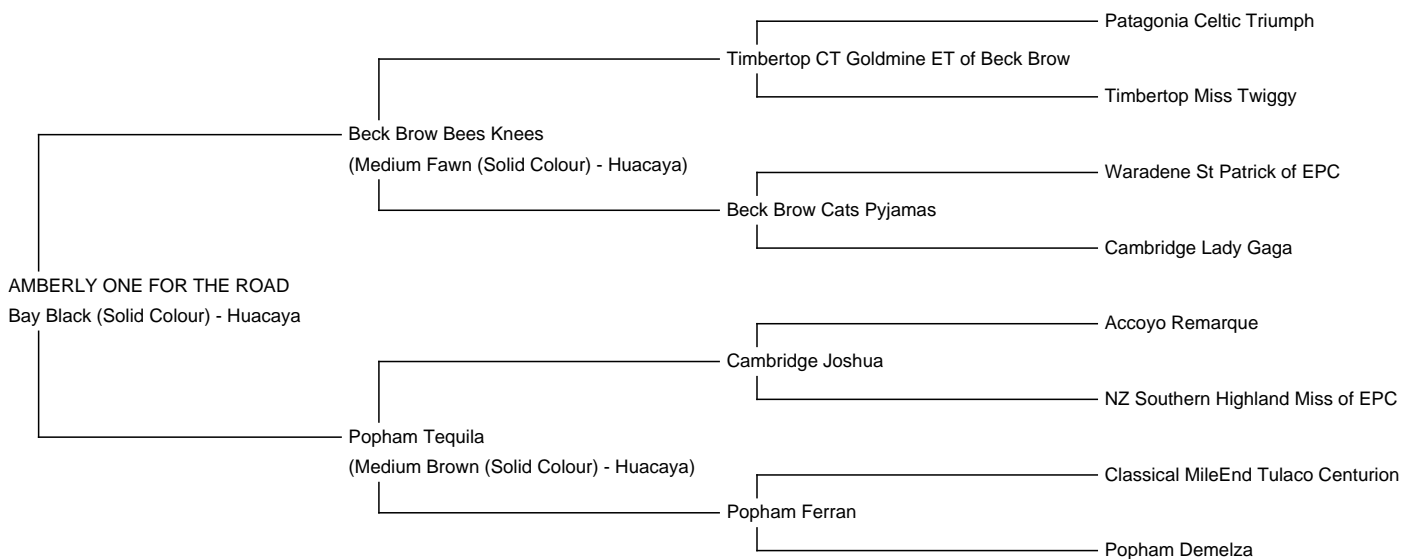 Patagonia Celtic Triumph
Timbertop CT Goldmine ET of Beck Brow
Timbertop Miss Twiggy
Beck Brow Bees Knees
(Medium Fawn (Solid Colour) - Huacaya)
Waradene St Patrick of EPC
Beck Brow Cats Pyjamas
Cambridge Lady Gaga
AMBERLY ONE FOR THE ROAD
Bay Black (Solid Colour) - Huacaya
Accoyo Remarque
Cambridge Joshua
NZ Southern Highland Miss of EPC
Popham Tequila
(Medium Brown (Solid Colour) - Huacaya)
Classical MileEnd Tulaco Centurion
Popham Ferran
Popham Demelza